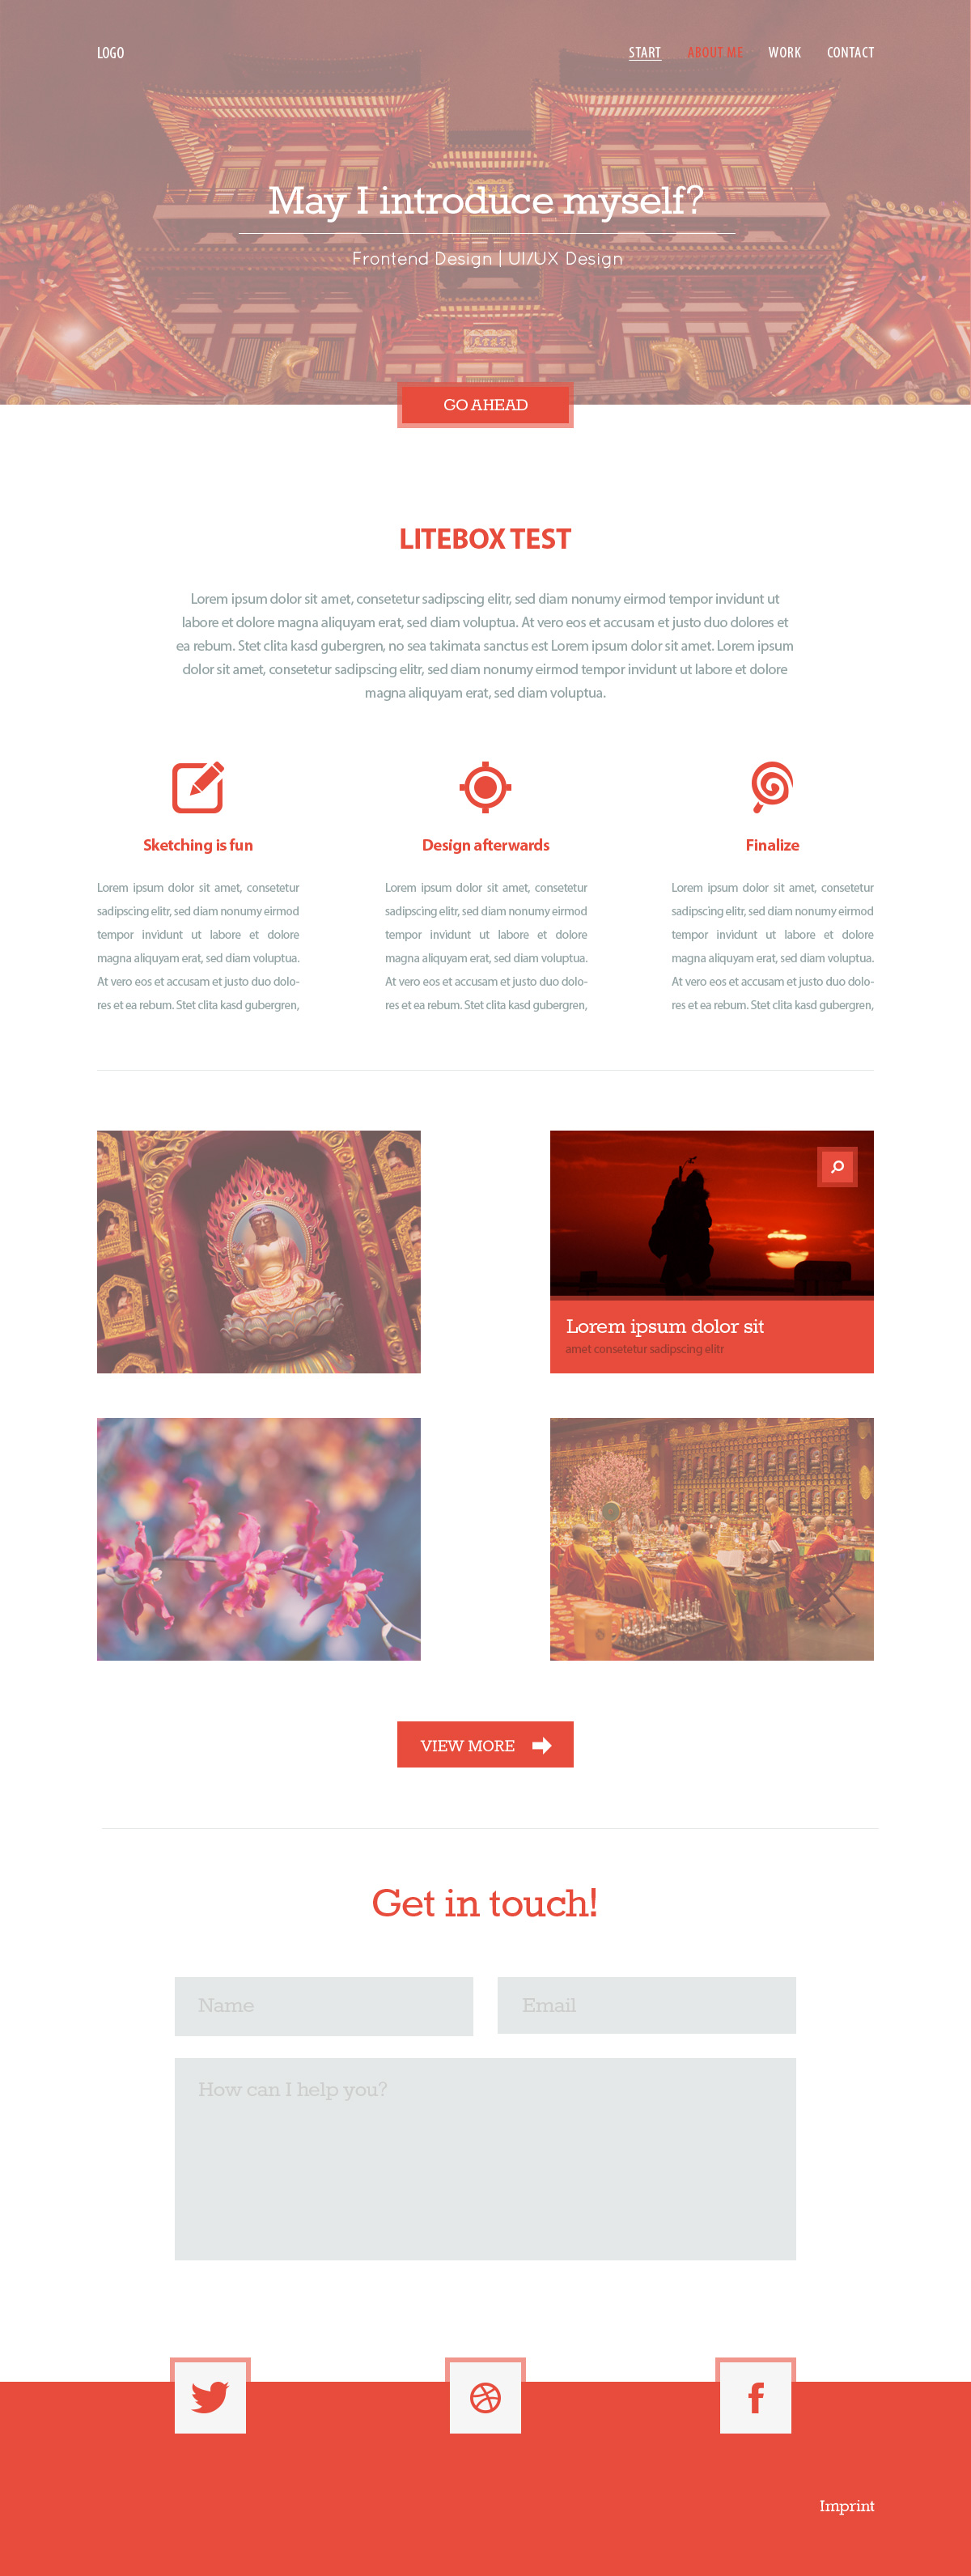 LOGO START ABOUT ME WORK CONTACT
May I introduce myself?
Frontend Design | UI/UX Design
GO AHEAD
LITEBOX TEST
Lorem ipsum dolor sit amet, consetetur sadipscing elitr, sed diam nonumy eirmod tempor invidunt ut
labore et dolore magna aliquyam erat, sed diam voluptua. At vero eos et accusam et justo duo dolores et
ea rebum. Stet clita kasd gubergren, no sea takimata sanctus est Lorem ipsum dolor sit amet. Lorem ipsum
dolor sit amet, consetetur sadipscing elitr, sed diam nonumy eirmod tempor invidunt ut labore et dolore
magna aliquyam erat, sed diam voluptua.
Sketching is fun
Lorem ipsum dolor sit amet, consetetur
sadipscing elitr, sed diam nonumy eirmod
tempor invidunt ut labore et dolore
magna aliquyam erat, sed diam voluptua.
At vero eos et accusam et justo duo dolo-
res et ea rebum. Stet clita kasd gubergren,
Design afterwards
Lorem ipsum dolor sit amet, consetetur
sadipscing elitr, sed diam nonumy eirmod
tempor invidunt ut labore et dolore
magna aliquyam erat, sed diam voluptua.
At vero eos et accusam et justo duo dolo-
res et ea rebum. Stet clita kasd gubergren,
Finalize
Lorem ipsum dolor sit amet, consetetur
sadipscing elitr, sed diam nonumy eirmod
tempor invidunt ut labore et dolore
magna aliquyam erat, sed diam voluptua.
At vero eos et accusam et justo duo dolo-
res et ea rebum. Stet clita kasd gubergren,
Lorem ipsum dolor sit
amet consetetur sadipscing elitr
VIEW MORE
Get in touch!
Name
Email
How can I help you?
Imprint